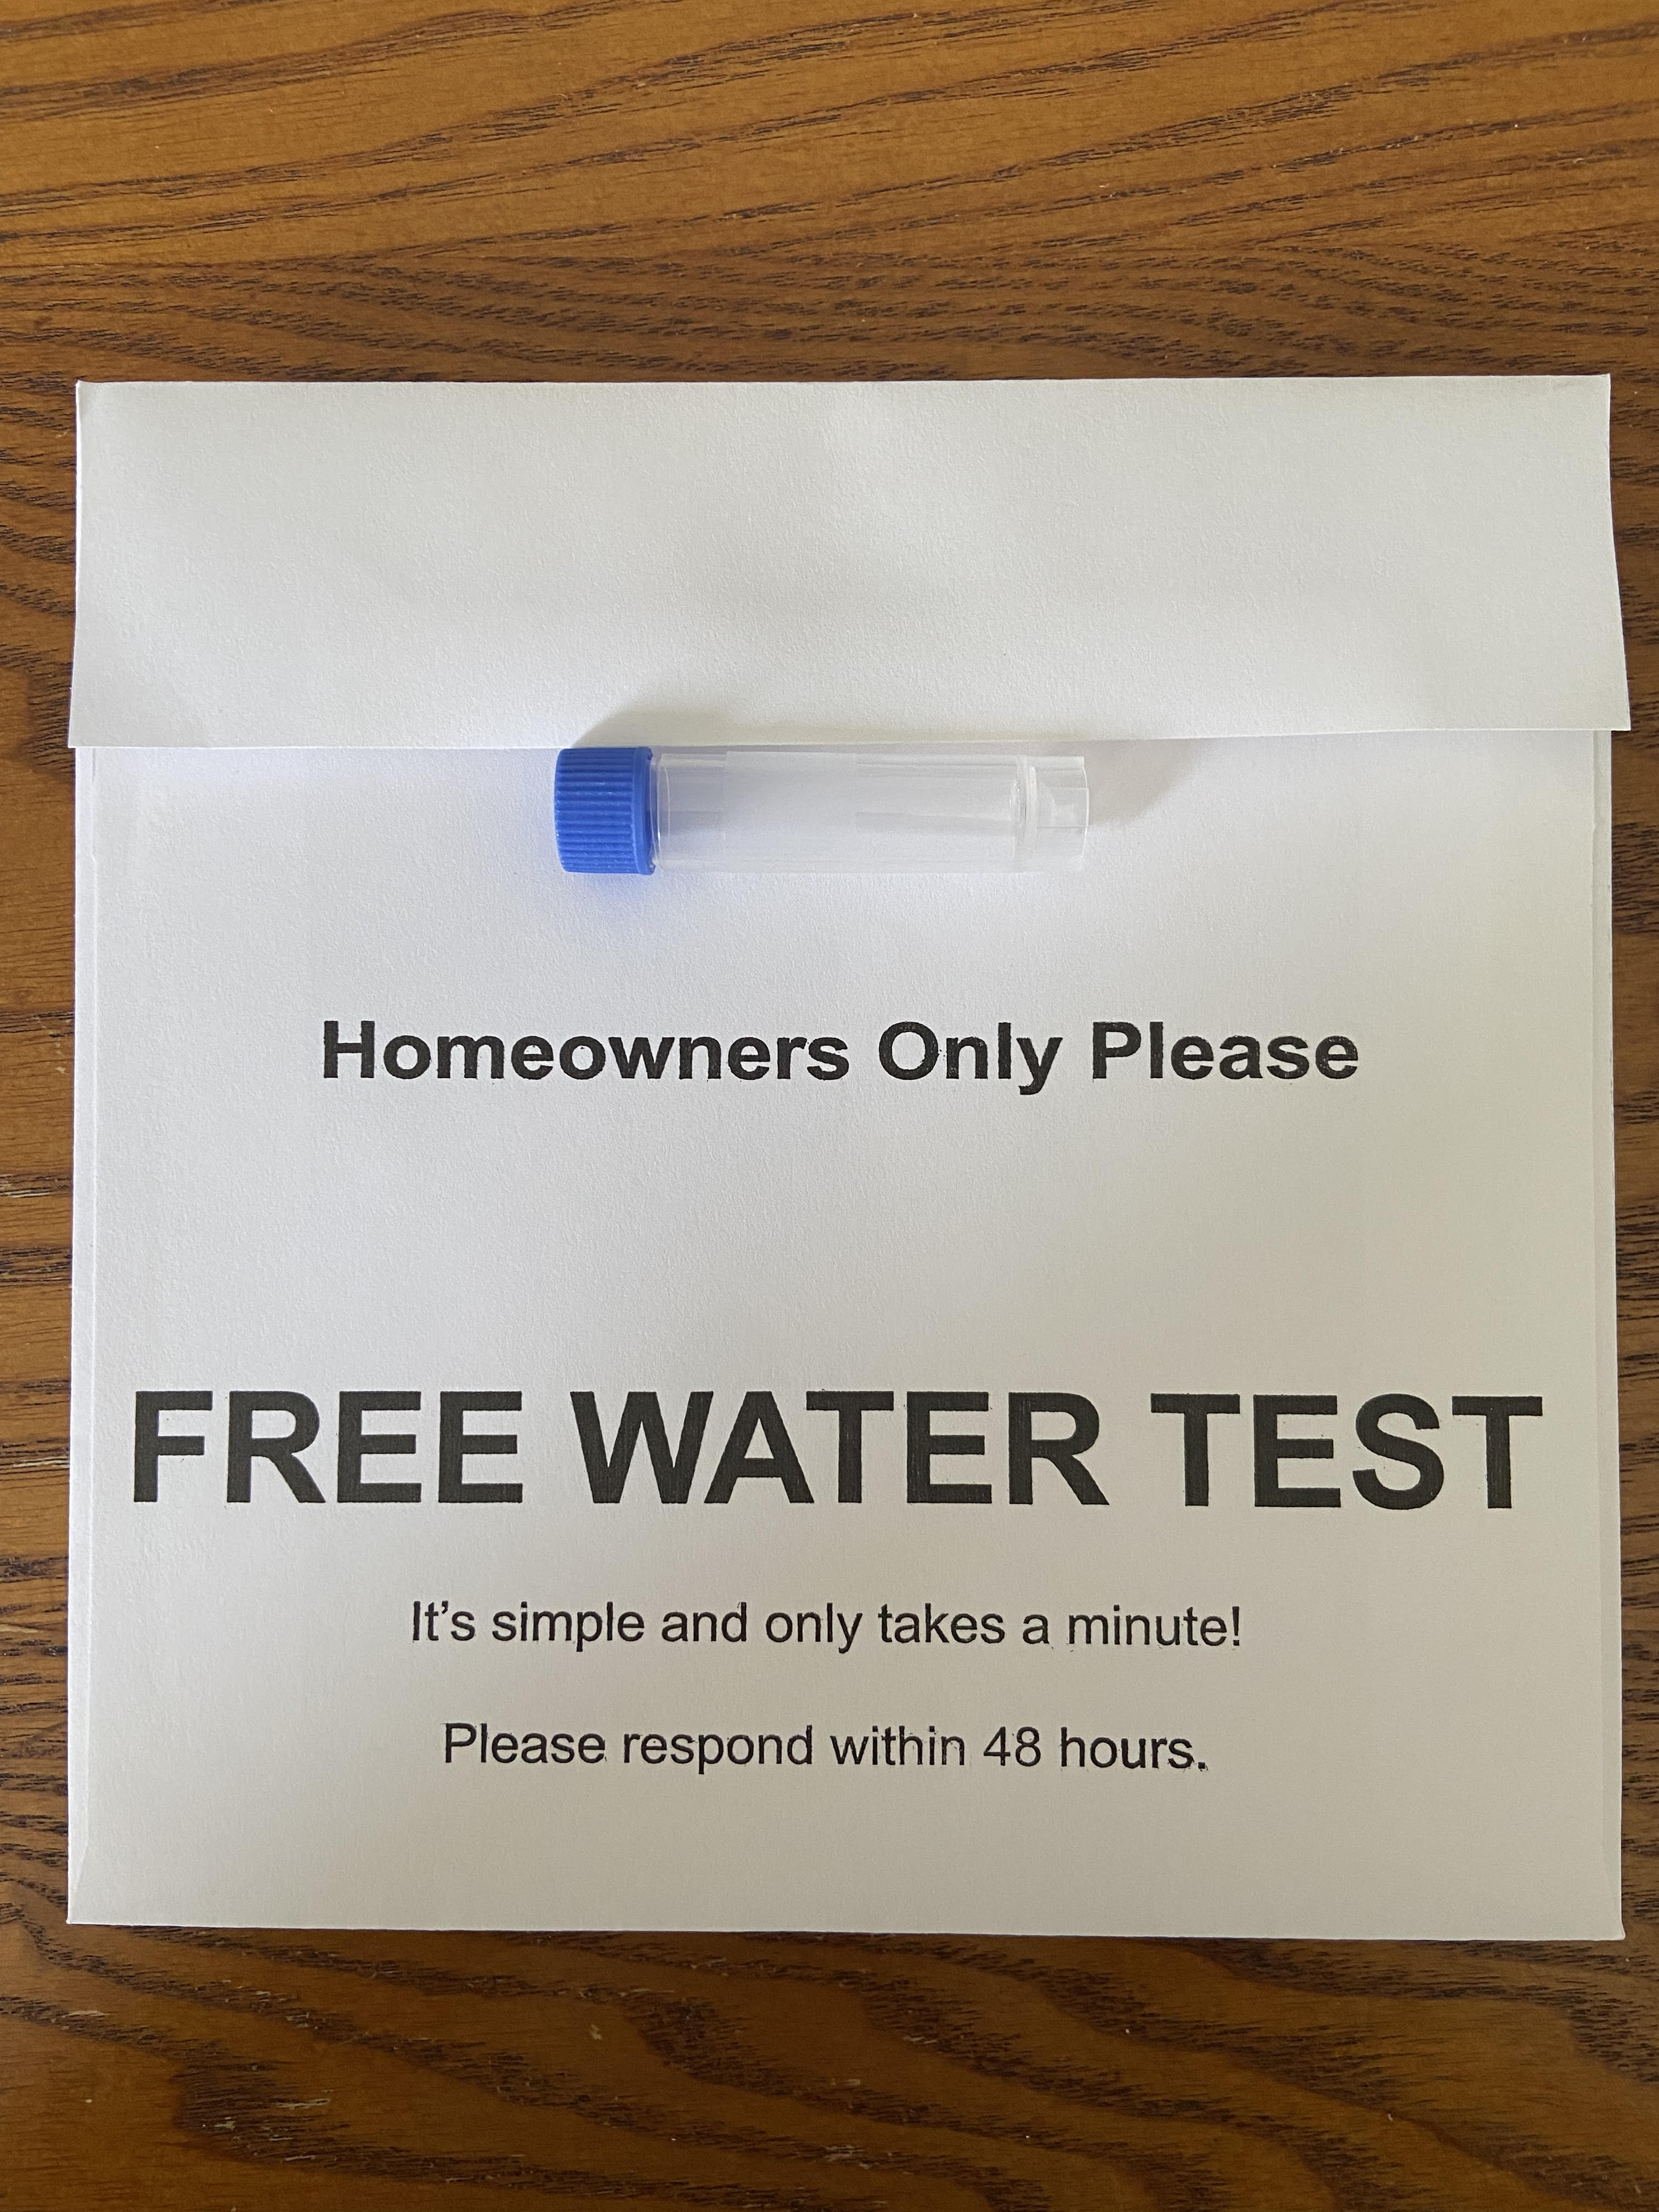 Homeowners Only Please
FREE WATER TEST
It’s simple and only takes a minute!
Please respond within 48 hours.